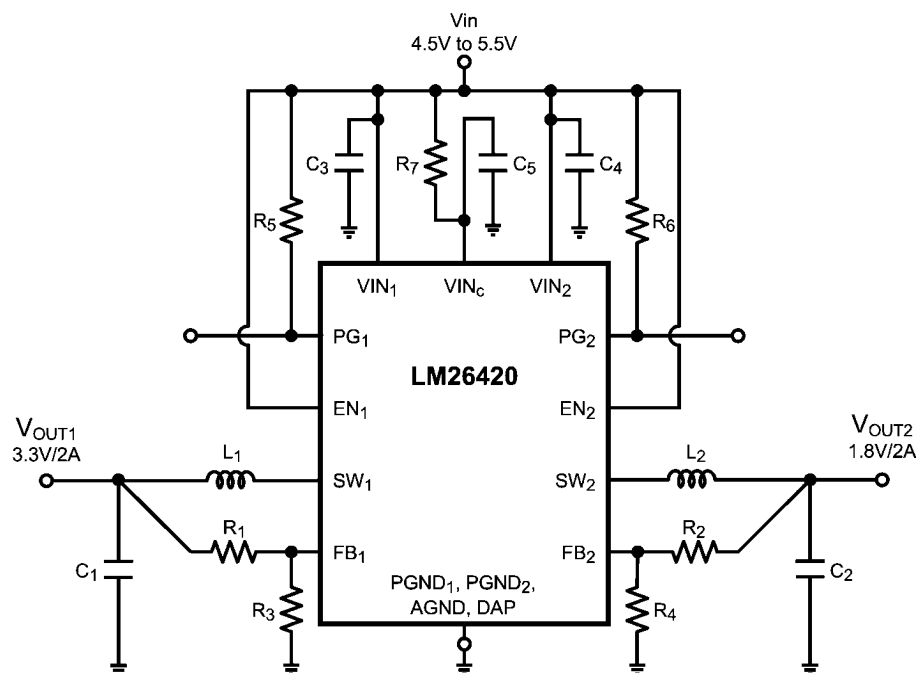 Vin
4.5V to 5.5V
C3
R7
C5
C4
R5
R6
VIN1
VINc
VIN2
PG1
PG2
LM26420
EN1
EN2
VOUT1
3.3V/2A
VOUT2
1.8V/2A
L1
L2
SW1
SW2
R1
R2
FB1
FB2
C1
C2
R3
R4
PGND1, PGND2,
AGND, DAP